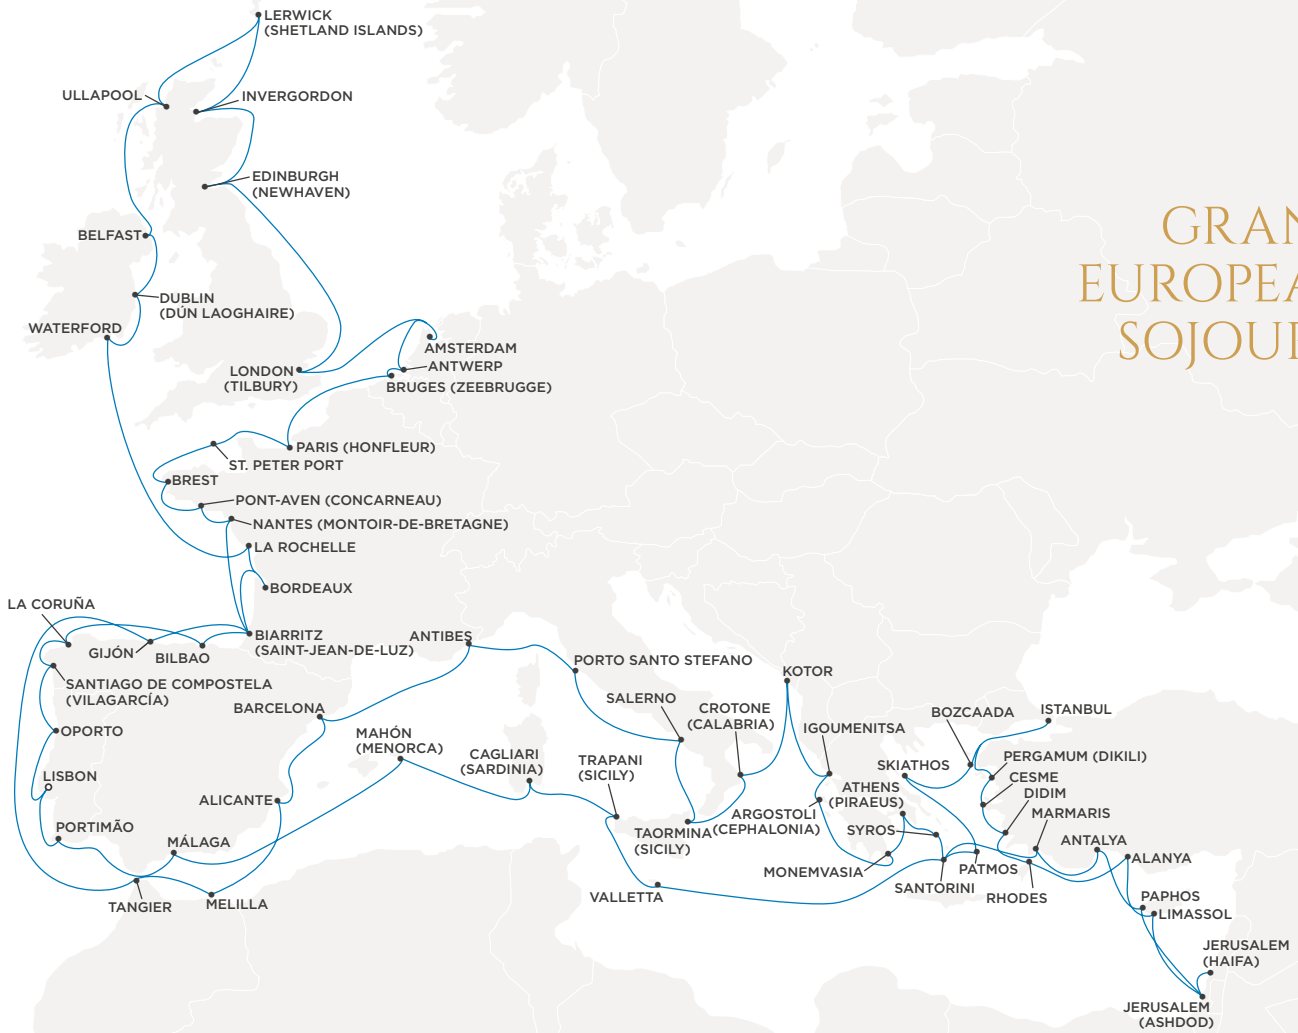 LERWICK
(SHETLAND ISLANDS)
ULLAPOOL
INVERGORDON
EDINBURGH
(NEWHAVEN)
BELFAST
GRAN
EUROPEA
SOJOU
DUBLIN
(DÚN LAOGHAIRE)
WATERFORD
AMSTERDAM
LONDON
(TILBURY)
ANTWERP
BRUGES (ZEEBRUGGE)
PARIS (HONFLEUR)
ST. PETER PORT
BREST
PONT-AVEN (CONCARNEAU)
NANTES (MONTOIR-DE-BRETAGNE)
LA ROCHELLE
BORDEAUX
LA CORUÑA
GIJÓN
BILBAO
BIARRITZ
(SAINT-JEAN-DE-LUZ)
ANTIBES
SANTIAGO DE COMPOSTELA
(VILAGARCÍA)
OPORTO
LISBON
PORTIMÃO
BARCELONA
ALICANTE
MÁLAGA
TANGIER
MELILLA
MAHÓN
(MENORCA)
CAGLIARI
(SARDINIA)
PORTO SANTO STEFANO
SALERNO
TRAPANI
(SICILY)
TAORMINA
(SICILY)
CROTONE
(CALABRIA)
VALLETTA
KOTOR
IGOUMENITSA
ARGOSTOLI
(CEPHALONIA)
MONEMVASIA
ATHENS
(PIRAEUS)
SYROS
SKIATHOS
SANTORINI
PATMOS
BOZCAADA
ISTANBUL
PERGAMUM (DIKILI)
CESME
DIDIM
MARMARIS
RHODES
ANTALYA
ALANYA
PAPHOS
LIMASSOL
JERUSALEM
(HAIFA)
JERUSALEM
(ASHDOD)